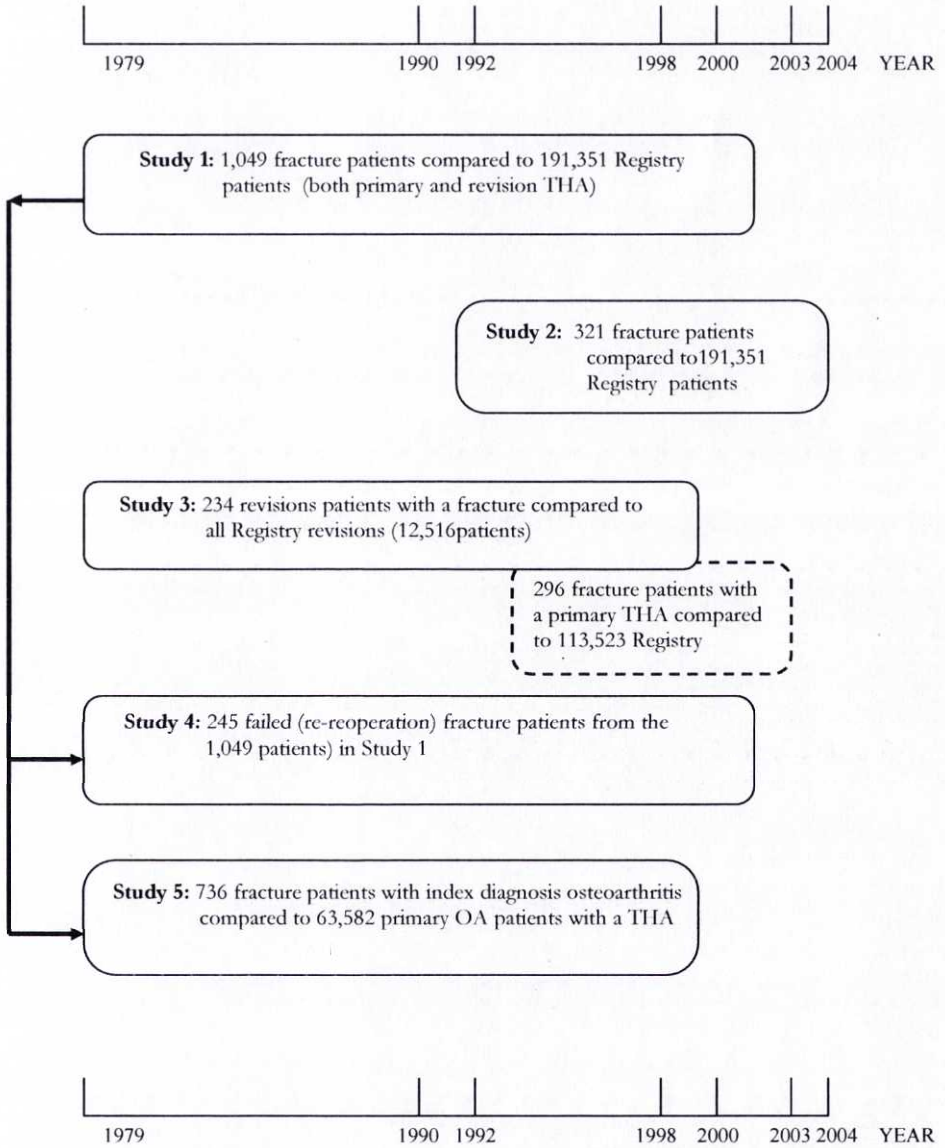 1979 1990 1992 1998 2000 2003 2004 YEAR
Study 1: 1,049 fracture patients compared to 191,351 Registry
patients (both primary and revision THA)
Study 2: 321 fracture patients
compared to191,351
Registry patients
Study 3: 234 revisions patients with a fracture compared to
all Registry revisions (12,516patients)
296 fracture patients with
a primary THA compared
to 113,523 Registry
Study 4: 245 failed (re-reoperation) fracture patients from the
1,049 patients) in Study 1
Study 5: 736 fracture patients with index diagnosis osteoarthritis
compared to 63,582 primary OA patients with a THA
1979 1990 1992 1998 2000 2003 2004 YEAR